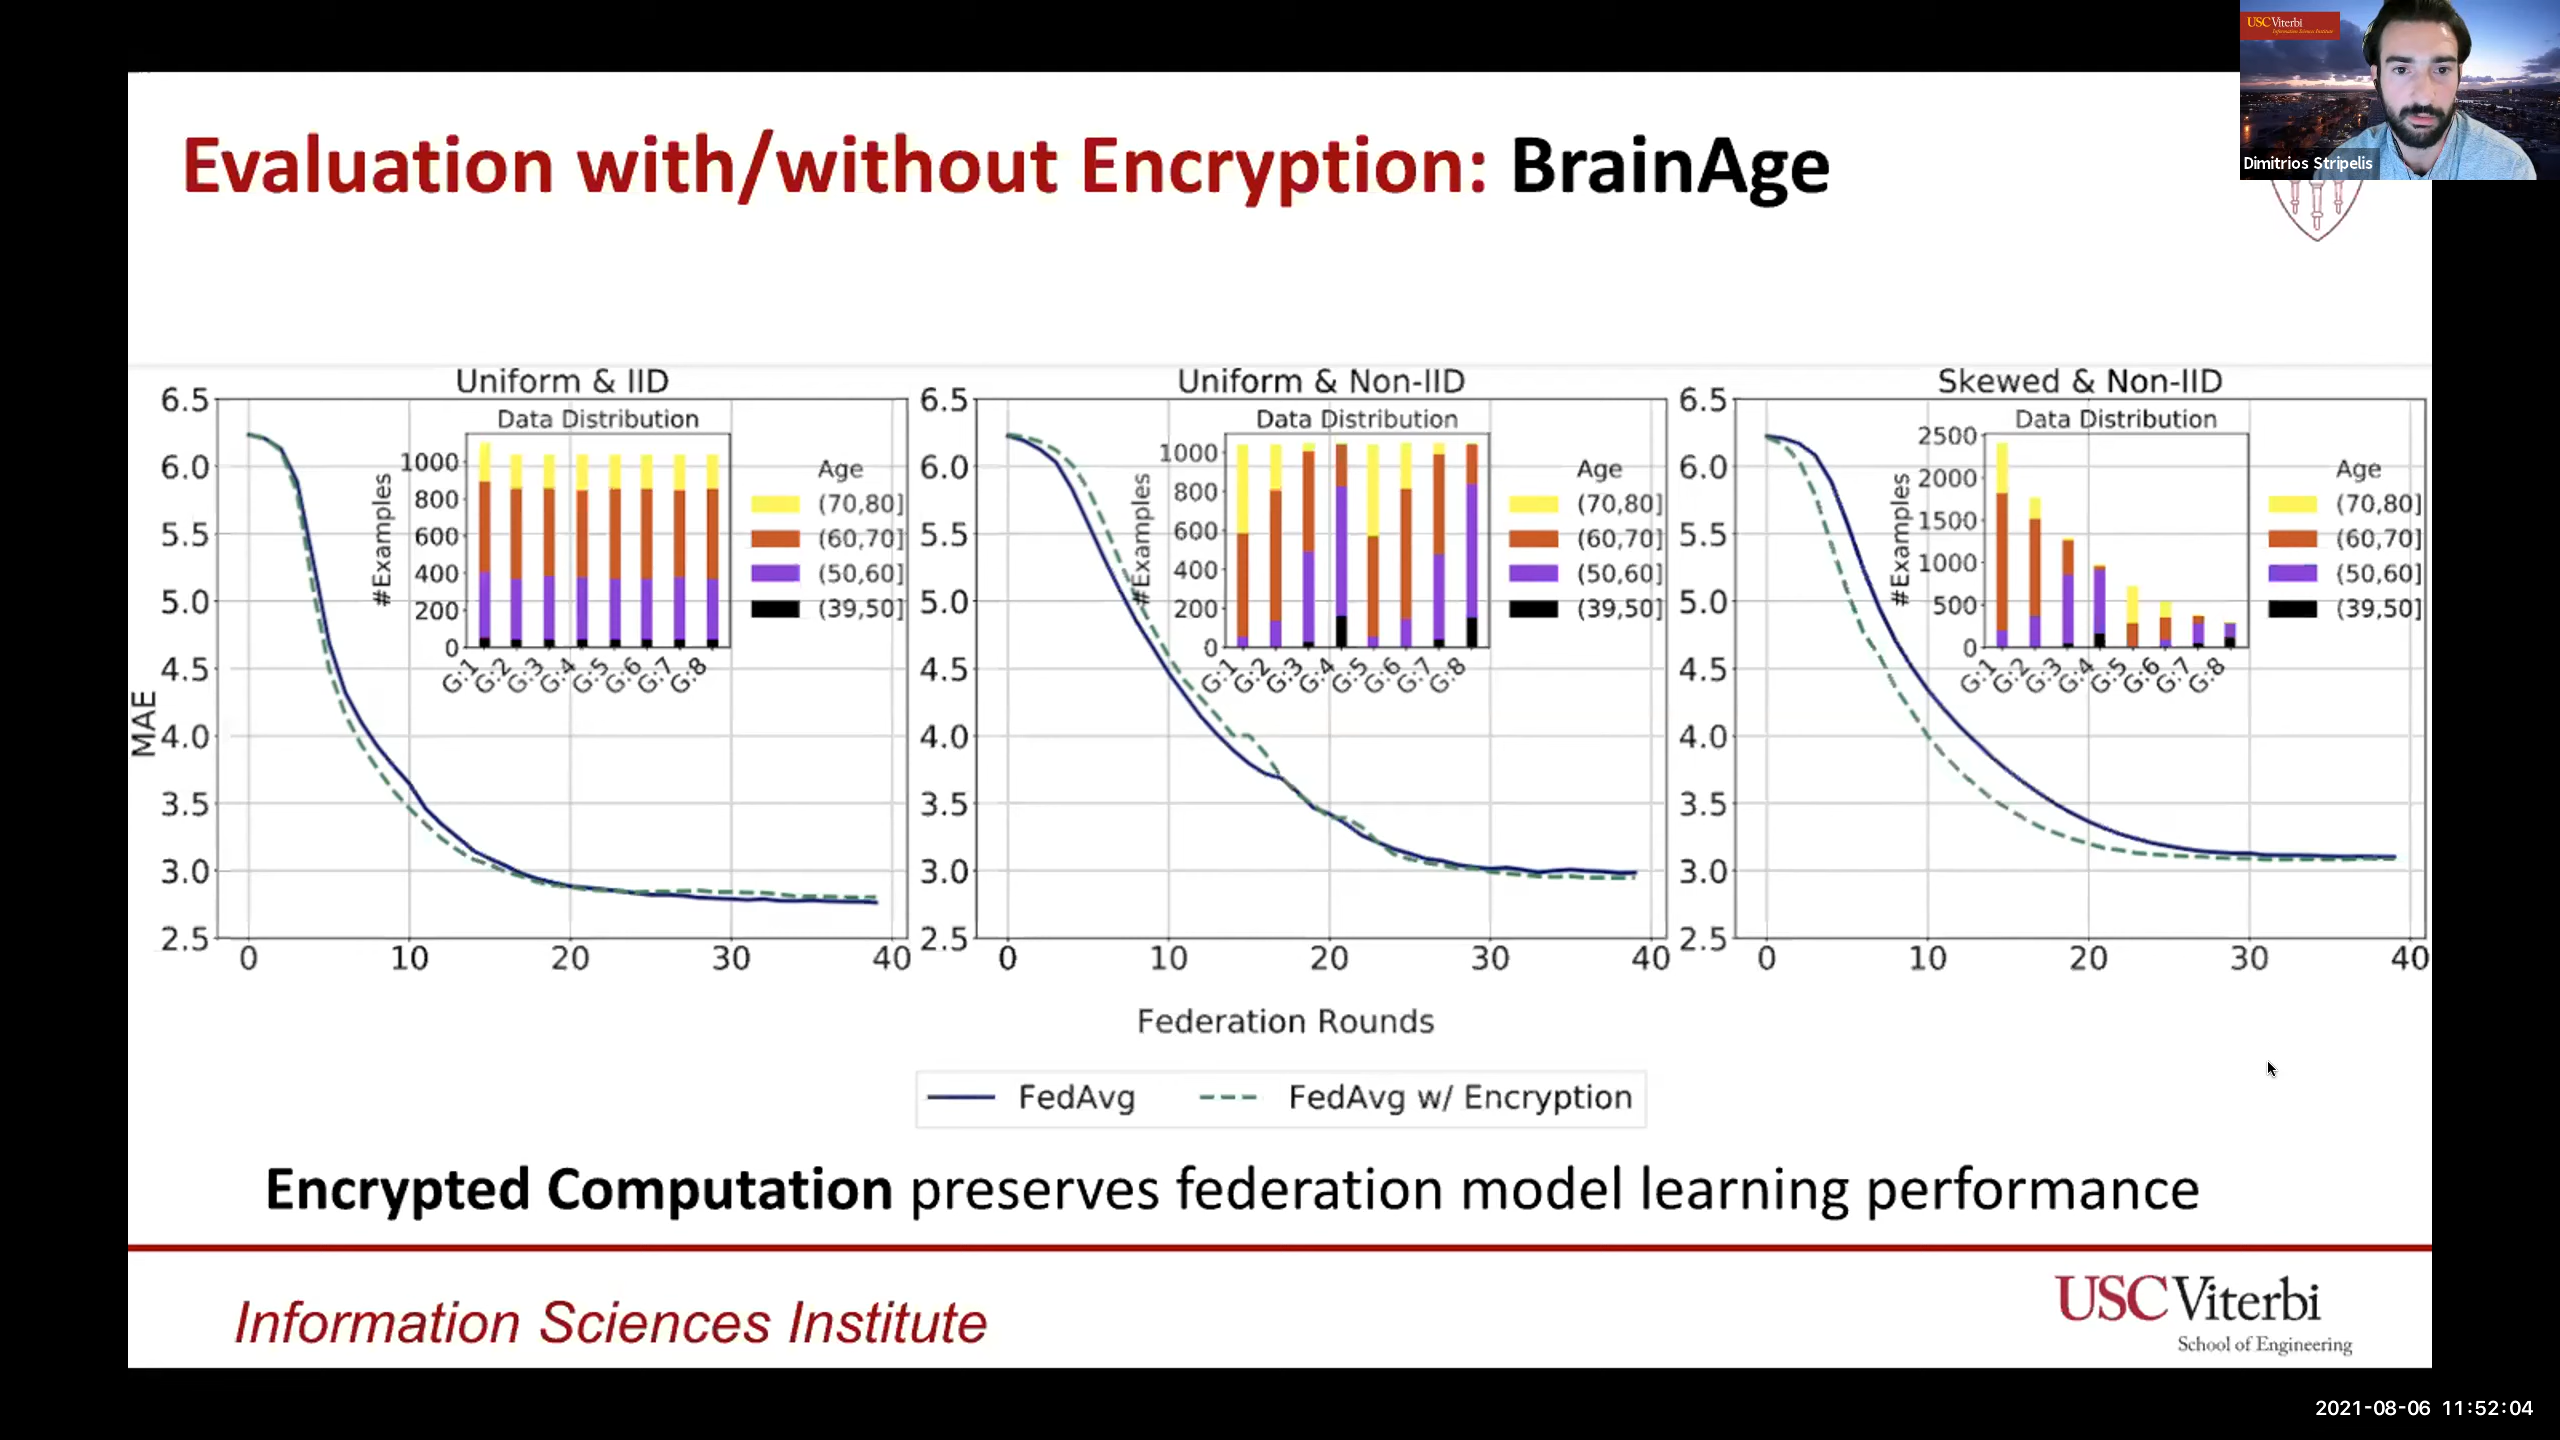 USC Viterbi
Information Sciences Institute
Dimitrios Stripelis
Evaluation with/without Encryption: BrainAge
Uniform & IID
Data Distribution
#Examples
1000
800
600
400
200
0
G:1 G:2 G:3 G:4 G:5 G:6 G:7 G:8
Age
(70,80]
(60,70]
(50,60]
(39,50]
MAE
6.5
6.0
5.5
5.0
4.5
4.0
3.5
3.0
2.5
0 10 20 30 40
Uniform & Non-IID
Data Distribution
#Examples
1000
800
600
400
200
0
G:1 G:2 G:3 G:4 G:5 G:6 G:7 G:8
Age
(70,80]
(60,70]
(50,60]
(39,50]
6.5
6.0
5.5
5.0
4.5
4.0
3.5
3.0
2.5
0 10 20 30 40
Skewed & Non-IID
Data Distribution
#Examples
2500
2000
1500
1000
500
0
G:1 G:2 G:3 G:4 G:5 G:6 G:7 G:8
Age
(70,80]
(60,70]
(50,60]
(39,50]
6.5
6.0
5.5
5.0
4.5
4.0
3.5
3.0
2.5
0 10 20 30 40
Federation Rounds
FedAvg FedAvg w/ Encryption
Encrypted Computation preserves federation model learning performance
Information Sciences Institute
USC Viterbi
School of Engineering
2021-08-06 11:52:04